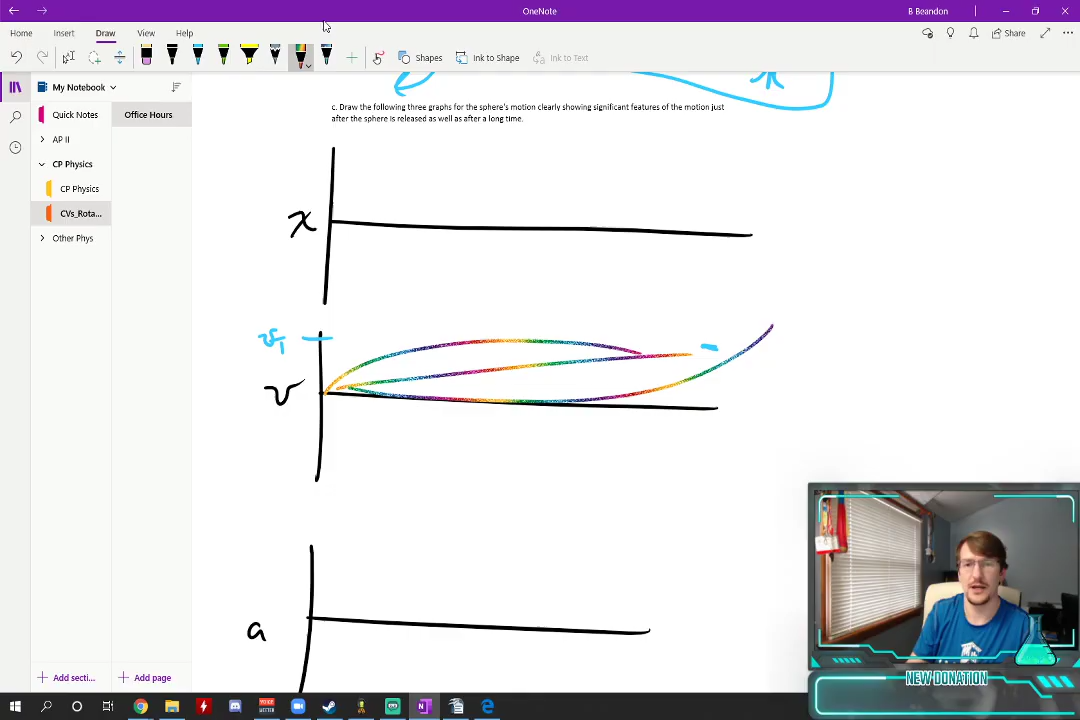 OneNote
B Beandon
Home Insert Draw View Help
Share
Shapes Ink to Shape Ink to Text
My Notebook
Quick Notes Office Hours
AP II
CP Physics
CP Physics
CVs_Rota...
Other Phys
c. Draw the following three graphs for the sphere's motion clearly showing significant features of the motion just
after the sphere is released as well as after a long time.
x
v
a
Add secti...
Add page
NEW DONATION